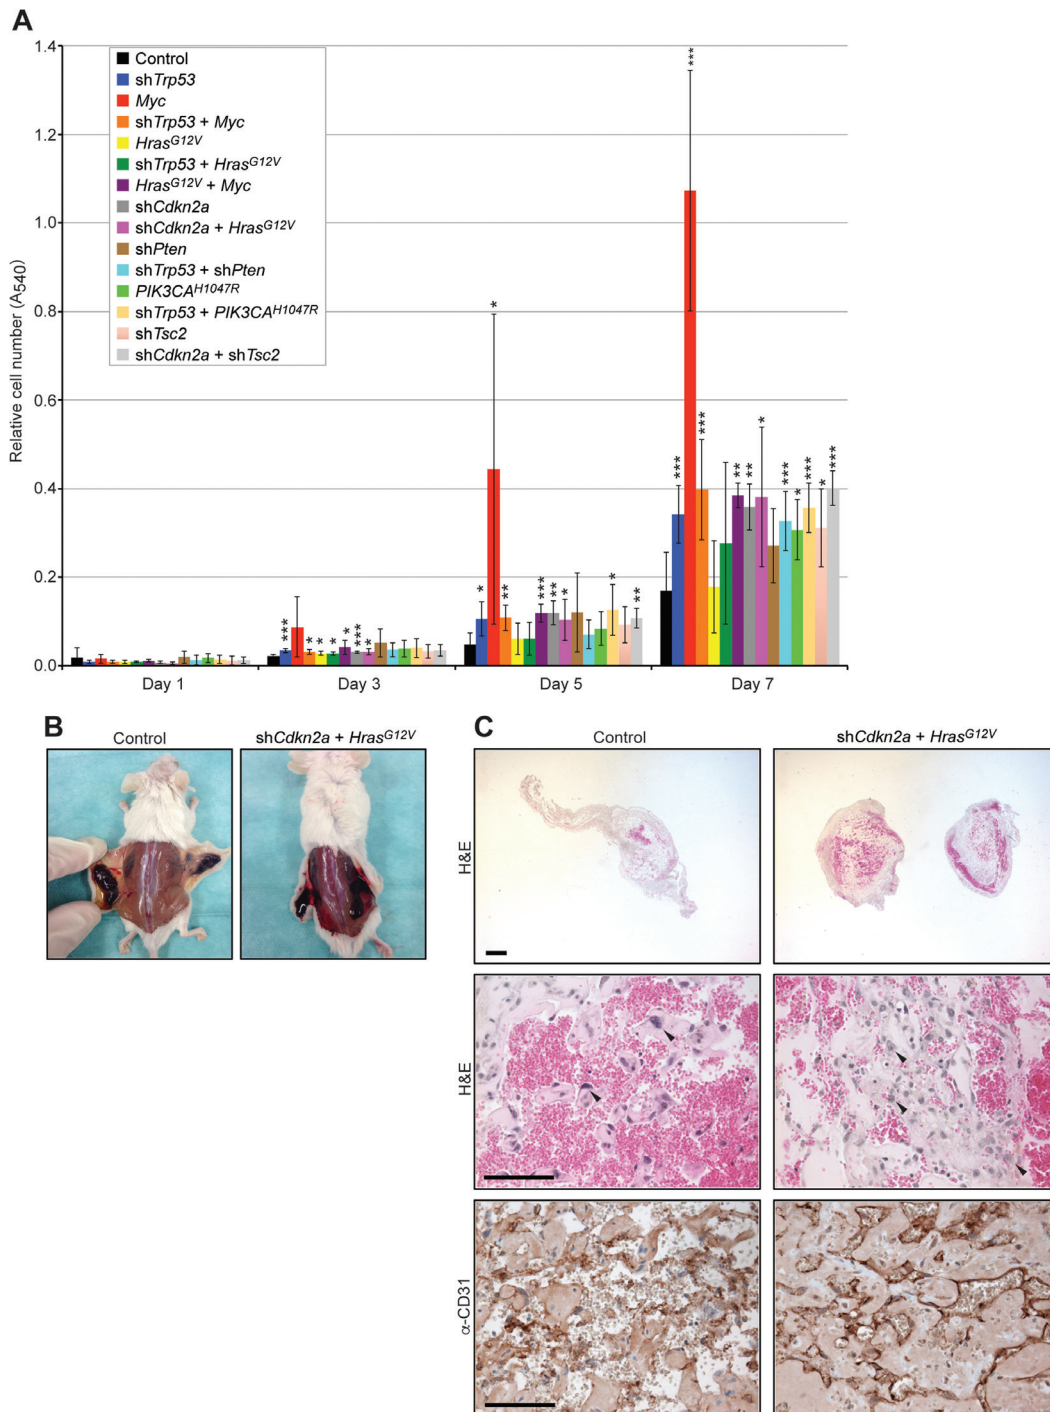 A
1.4
1.2
1.0
0.8
0.6
0.4
0.2
0.0
Relative cell number (A540)
Control
shTrp53
Myc
shTrp53 + Myc
HrasG12V
shTrp53 + HrasG12V
HrasG12V + Myc
shCdkn2a
shCdkn2a + HrasG12V
shPten
shTrp53 + shPten
PIK3CAH1047R
shTrp53 + PIK3CAH1047R
shTsc2
shCdkn2a + shTsc2
*** * * * * *** *
* * ** *** ** * * **
*** *** *** ** ** * *** * *** * ***
Day 1 Day 3 Day 5 Day 7
B
Control shCdkn2a + HrasG12V
C
Control shCdkn2a + HrasG12V
H&E
H&E
α-CD31